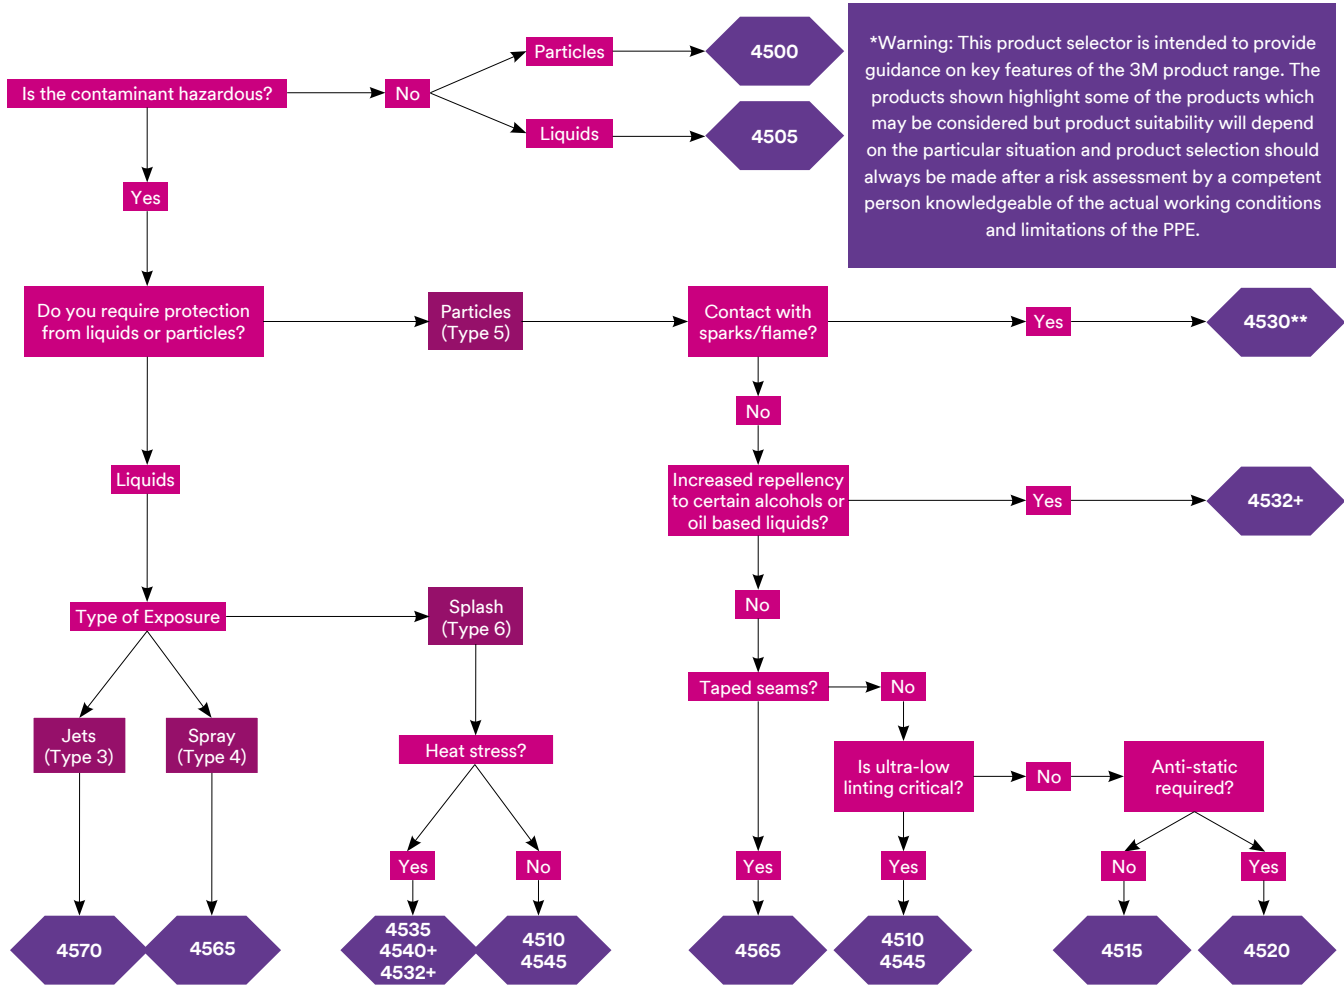 Particles
4500
*Warning: This product selector is intended to provide
guidance on key features of the 3M product range. The
products shown highlight some of the products which
may be considered but product suitability will depend
on the particular situation and product selection should
always be made after a risk assessment by a competent
person knowledgeable of the actual working conditions
and limitations of the PPE.
Is the contaminant hazardous?
No
Liquids
4505
Yes
Do you require protection
from liquids or particles?
Particles
(Type 5)
Contact with
sparks/flame?
Yes
4530**
No
Liquids
Increased repellency
to certain alcohols or
oil based liquids?
Yes
4532+
No
Type of Exposure
Splash
(Type 6)
Taped seams?
No
Jets
(Type 3)
Spray
(Type 4)
Heat stress?
Is ultra-low
linting critical?
No
Anti-static
required?
Yes
No
Yes
Yes
No
Yes
4570
4565
4535
4540+
4532+
4510
4545
4565
4510
4545
4515
4520